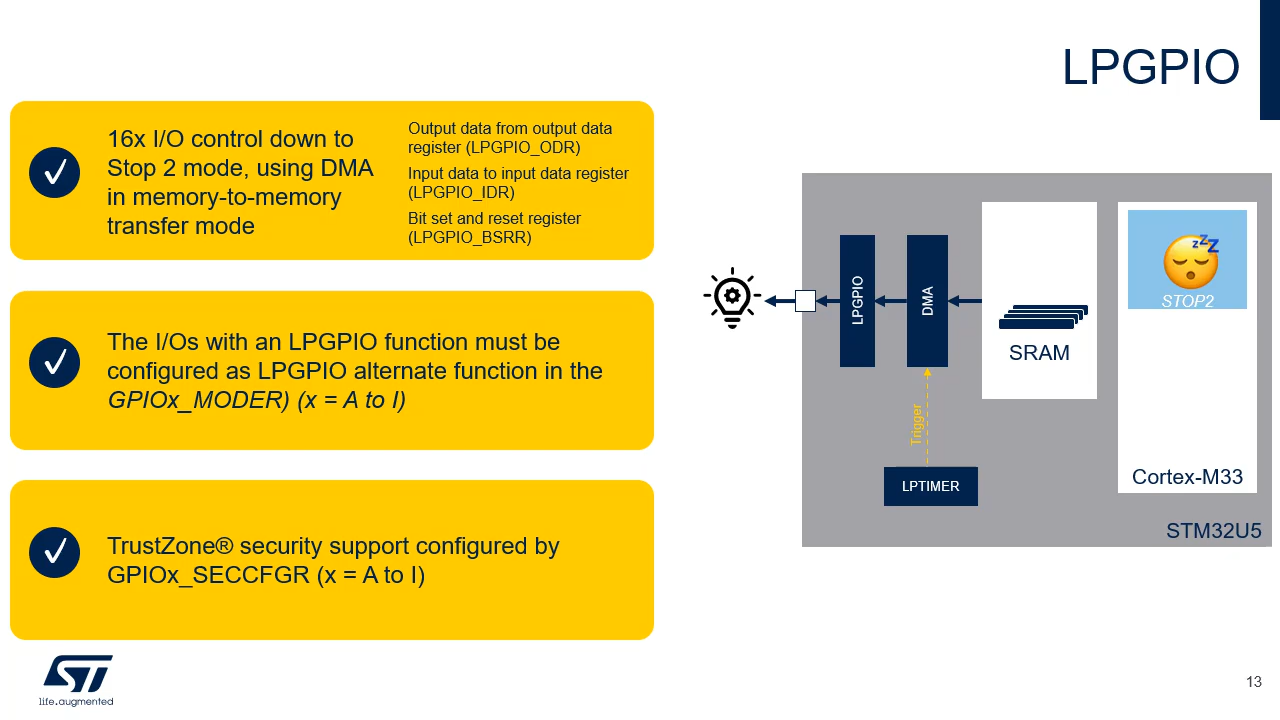 LPGPIO
16x I/O control down to
Stop 2 mode, using DMA
in memory-to-memory
transfer mode
Output data from output data
register (LPGPIO_ODR)
Input data to input data register
(LPGPIO_IDR)
Bit set and reset register
(LPGPIO_BSRR)
The I/Os with an LPGPIO function must be
configured as LPGPIO alternate function in the
GPIOx_MODER) (x = A to I)
TrustZone® security support configured by
GPIOx_SECCFGR (x = A to I)
LPGPIO
DMA
SRAM
zzZ
STOP2
Trigger
LPTIMER
Cortex-M33
STM32U5
ST
life.augmented
13